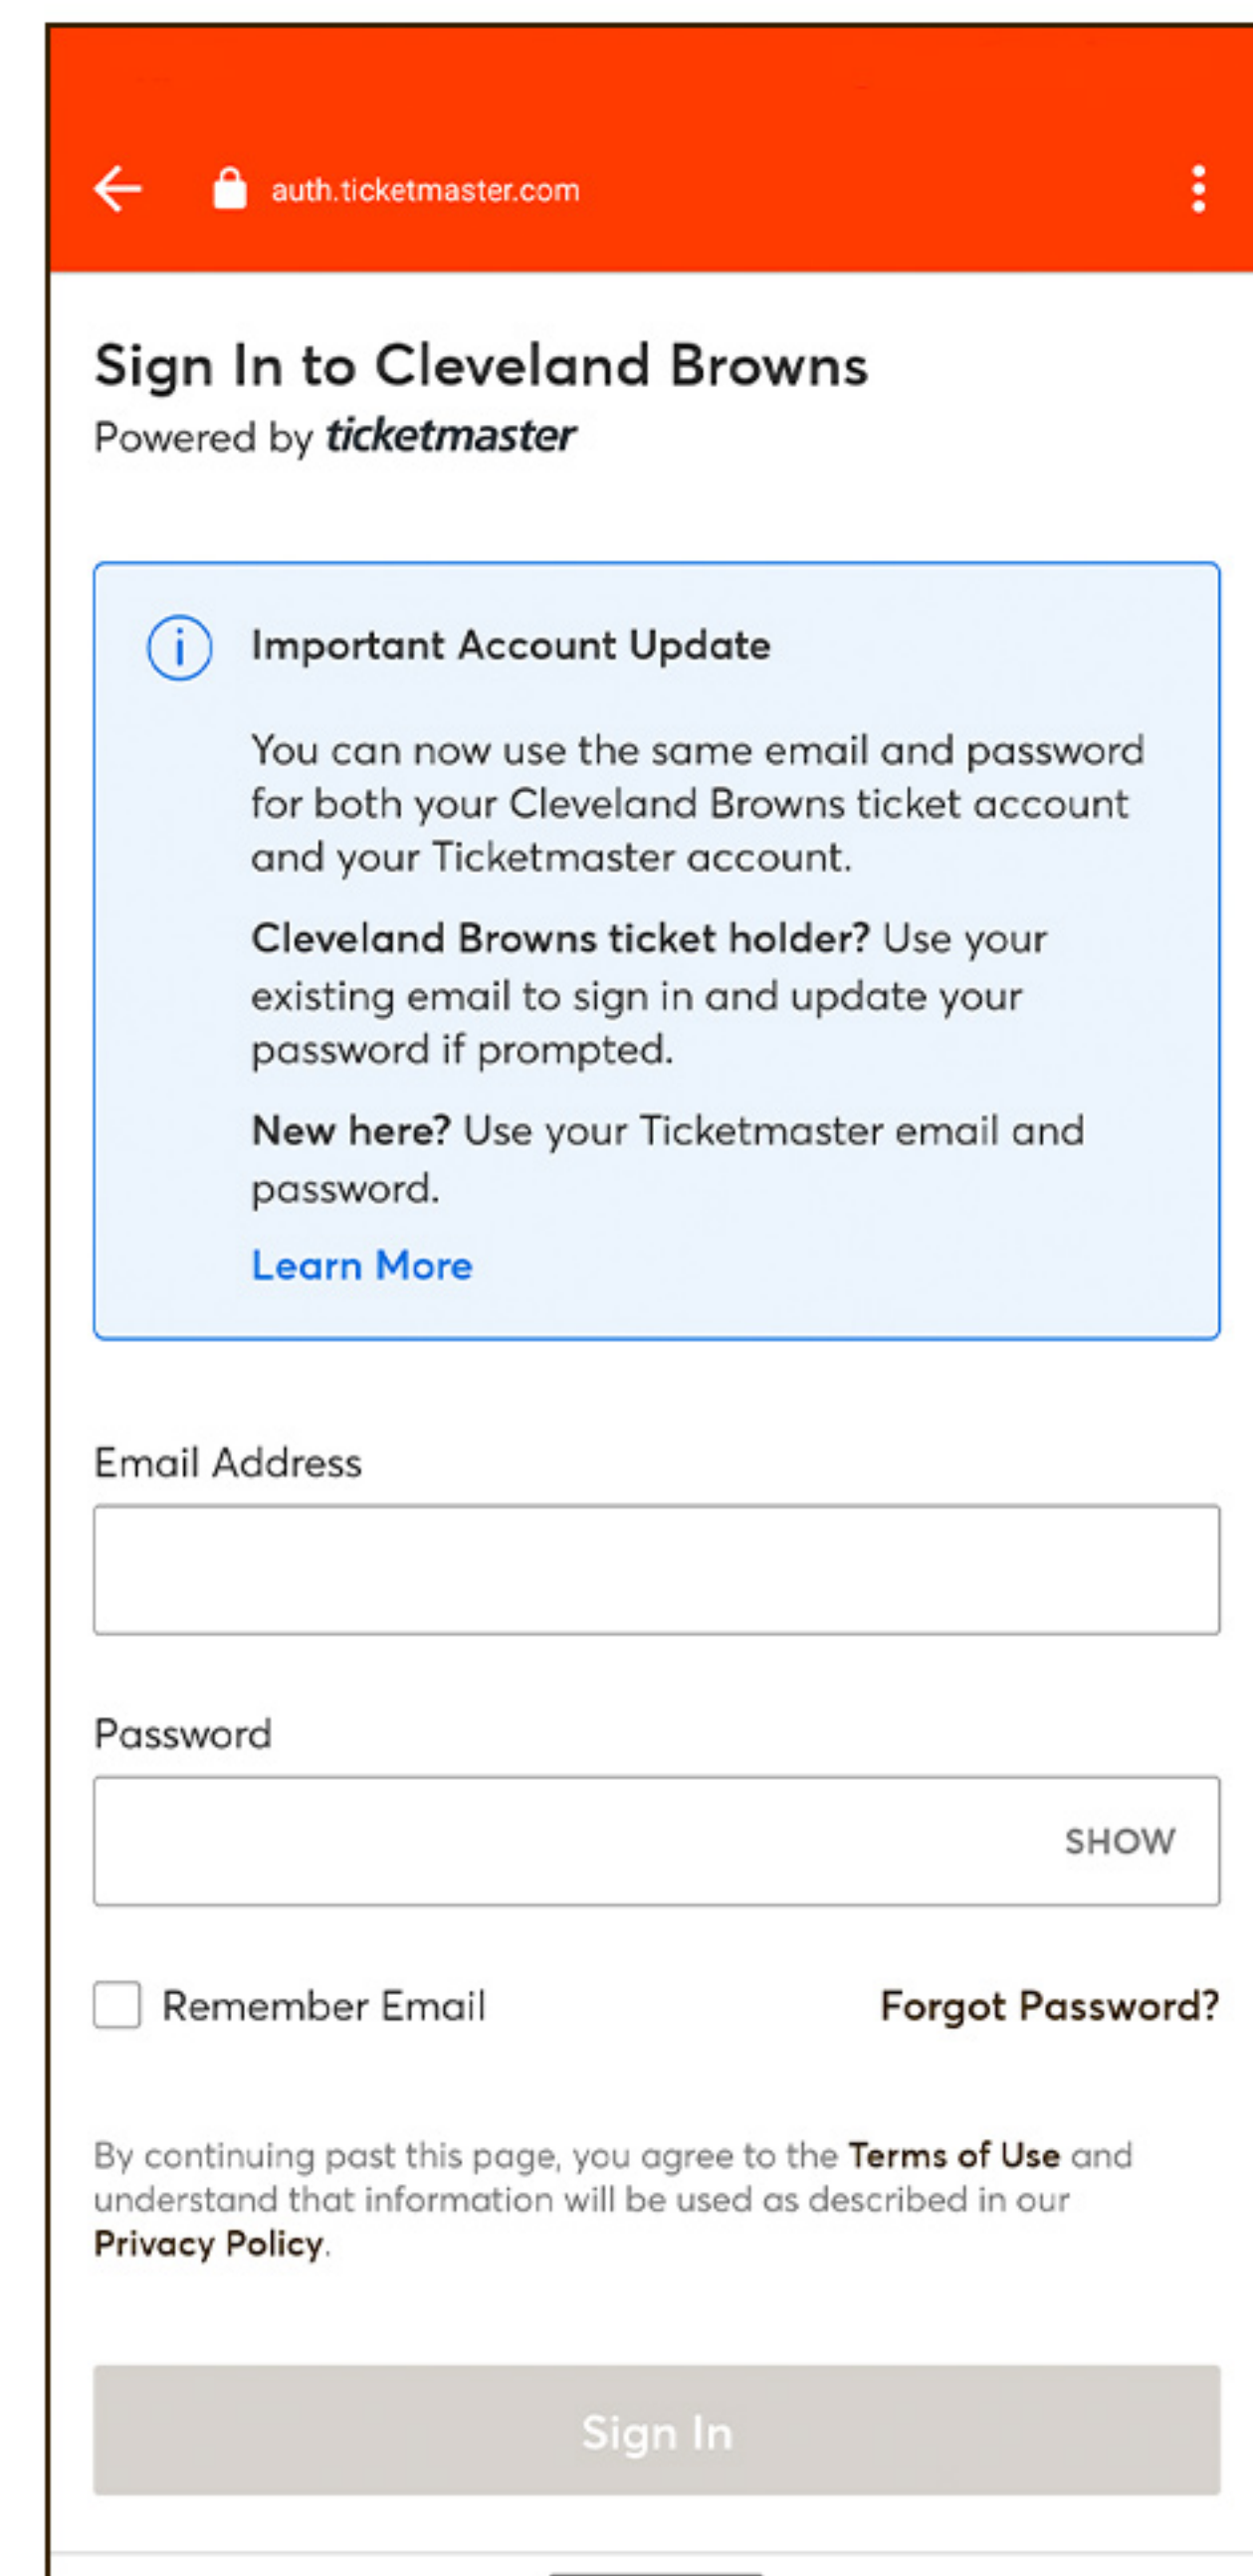 auth.ticketmaster.com
Sign In to Cleveland Browns
Powered by ticketmaster
Important Account Update
You can now use the same email and password
for both your Cleveland Browns ticket account
and your Ticketmaster account.
Cleveland Browns ticket holder? Use your
existing email to sign in and update your
password if prompted.
New here? Use your Ticketmaster email and
password.
Learn More
Email Address
Password
SHOW
Remember Email
Forgot Password?
By continuing past this page, you agree to the Terms of Use and
understand that information will be used as described in our
Privacy Policy.
Sign In